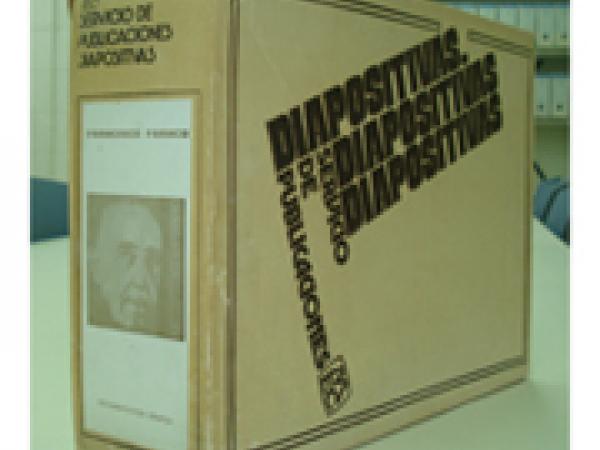 SERVICIO DE
PUBLICACIONES
DIAPOSITIVAS
DIAPOSITIVAS.
DIAPOSITIVAS
DIAPOSITIVAS
SERVICIO
DE
PUBLICACIONES